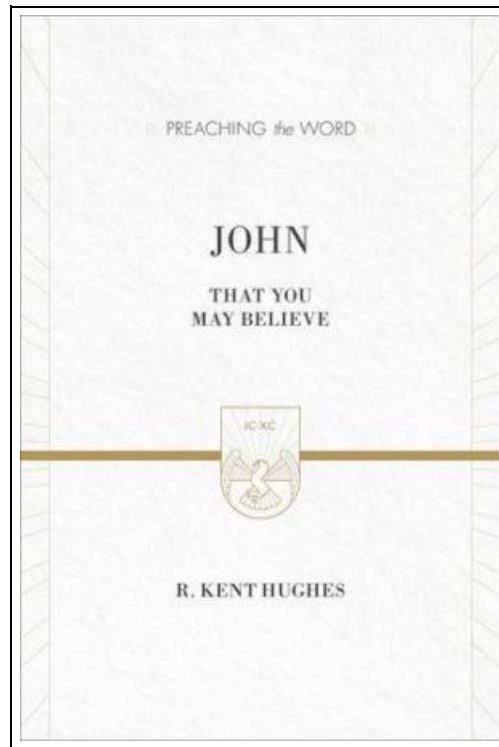 PREACHING the WORD
JOHN
THAT YOU
MAY BELIEVE
IC XC
R. KENT HUGHES